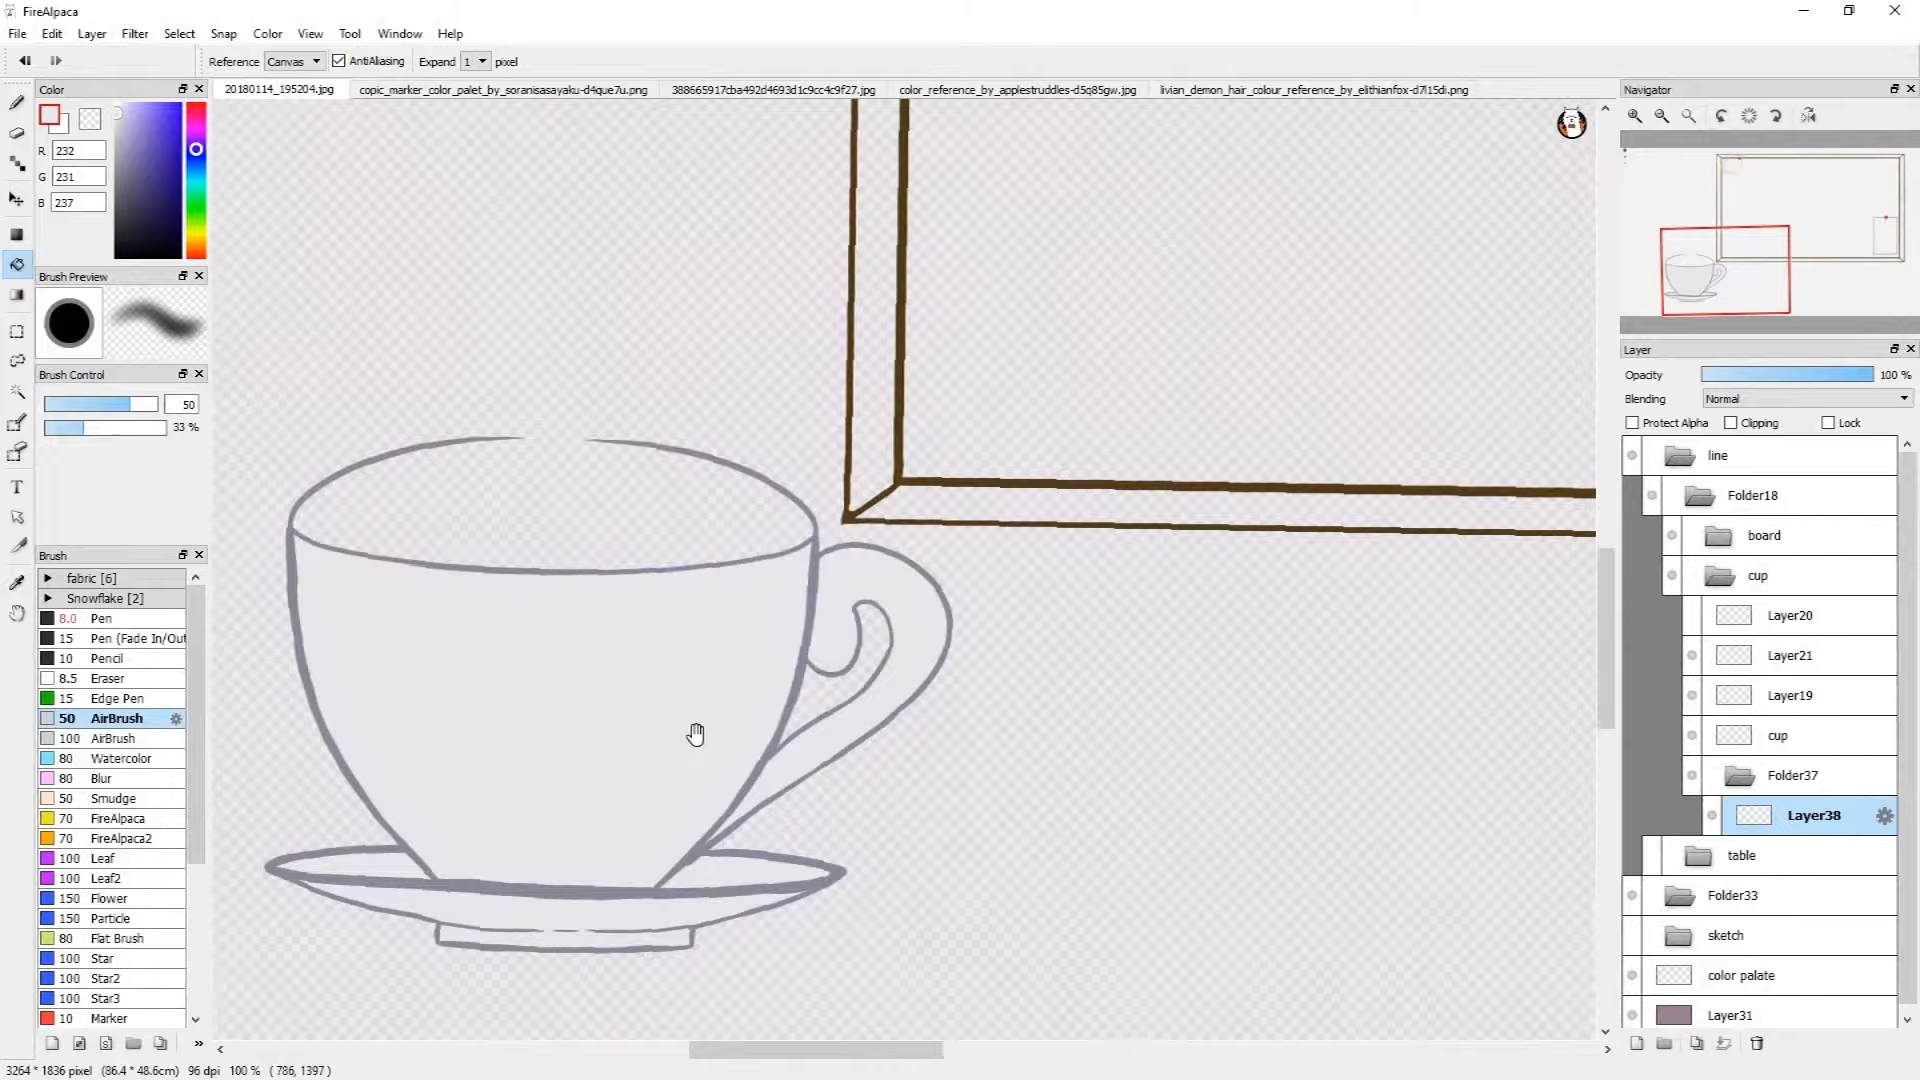 FireAlpaca
File Edit Layer Filter Select Snap Color View Tool Window Help
Reference Canvas AntiAliasing Expand 1 pixel
Color
20180114_195204.jpg copic_marker_color_palet_by_soranisasayaku-d4que7u.png 388665917cba492d4693d1c9cc4c9f27.jpg color_reference_by_applestruddles-d5q85gw.jpg livian_demon_hair_colour_reference_by_elithianfox-d7l15di.png
Navigator
R 232
G 231
B 237
Brush Preview
Brush Control
50
33 %
Brush
fabric [6]
Snowflake [2]
8.0 Pen
15 Pen (Fade In/Out
10 Pencil
8.5 Eraser
15 Edge Pen
50 AirBrush
100 AirBrush
80 Watercolor
80 Blur
50 Smudge
70 FireAlpaca
70 FireAlpaca2
100 Leaf
100 Leaf2
150 Flower
150 Particle
80 Flat Brush
100 Star
100 Star2
100 Star3
10 Marker
Layer
Opacity 100 %
Blending Normal
Protect Alpha Clipping Lock
line
Folder18
board
cup
Layer20
Layer21
Layer19
cup
Folder37
Layer38
table
Folder33
sketch
color palate
Layer31
3264 * 1836 pixel (86.4 * 48.6cm) 96 dpi 100 % ( 786, 1397 )